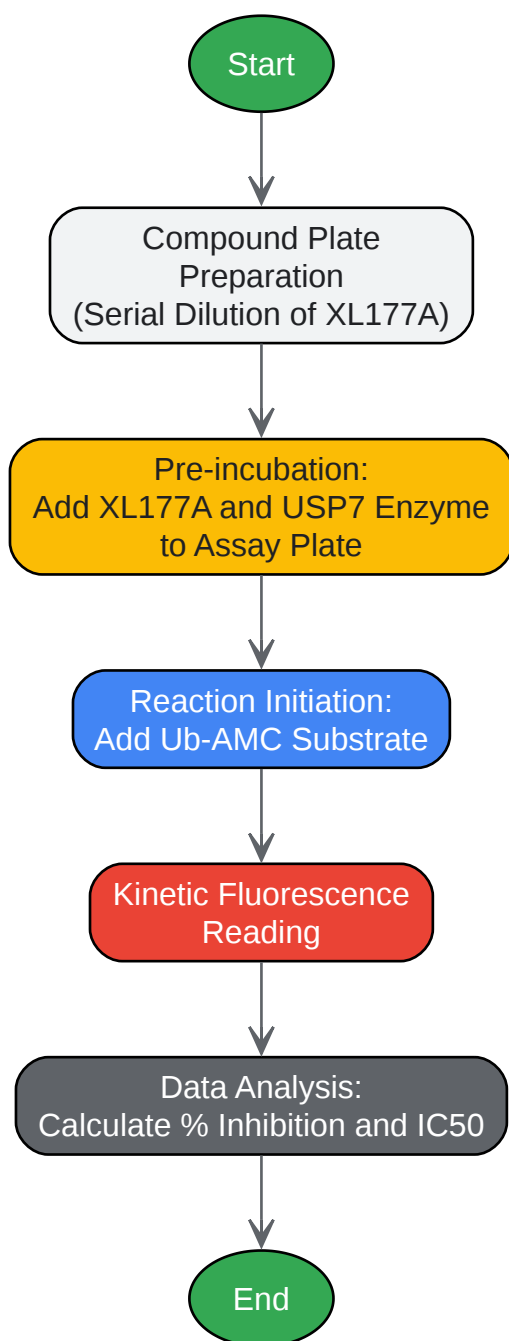 Start
Compound Plate
Preparation
(Serial Dilution of XL177A)
Pre-incubation:
Add XL177A and USP7 Enzyme
to Assay Plate
Reaction Initiation:
Add Ub-AMC Substrate
Kinetic Fluorescence
Reading
Data Analysis:
Calculate % Inhibition and IC50
End